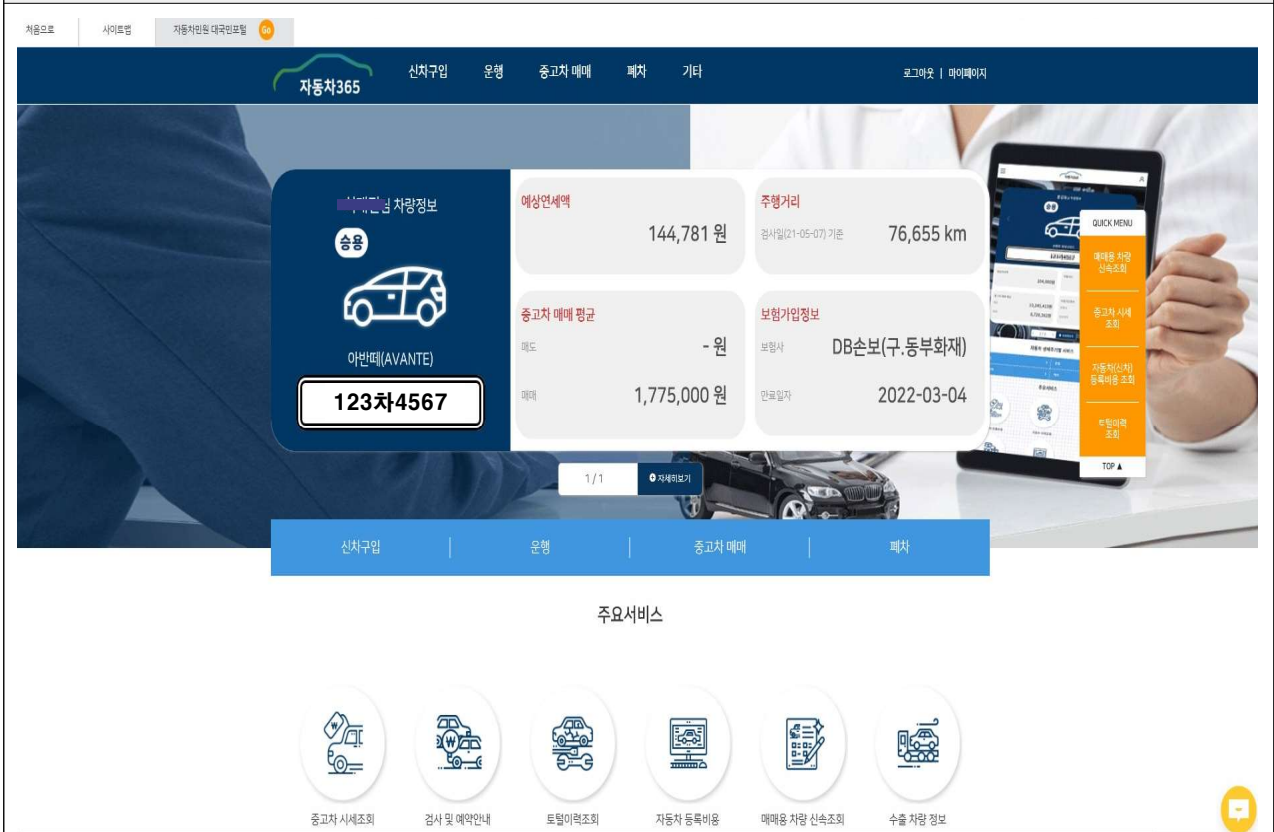 처음으로
사이트맵
자동차민원 대국민포털 Go
자동차365
신차구입 운행 중고차 매매 폐차 기타
로그아웃 | 마이페이지
님 차량정보
승용
아반떼(AVANTE)
123차4567
예상연세액
144,781 원
주행거리
검사일(21-05-07) 기준 76,655 km
중고차 매매 평균
매도 - 원
매매 1,775,000 원
보험가입정보
보험사 DB손보(구.동부화재)
만료일자 2022-03-04
1 / 1
자세히보기
QUICK MENU
매매용 차량
신속조회
중고차 시세
조회
자동차(신차)
등록비용 조회
토털이력
조회
TOP ▲
신차구입 운행 중고차 매매 폐차
주요서비스
중고차 시세조회 검사 및 예약안내 토털이력조회 자동차 등록비용 매매용 차량 신속조회 수출 차량 정보